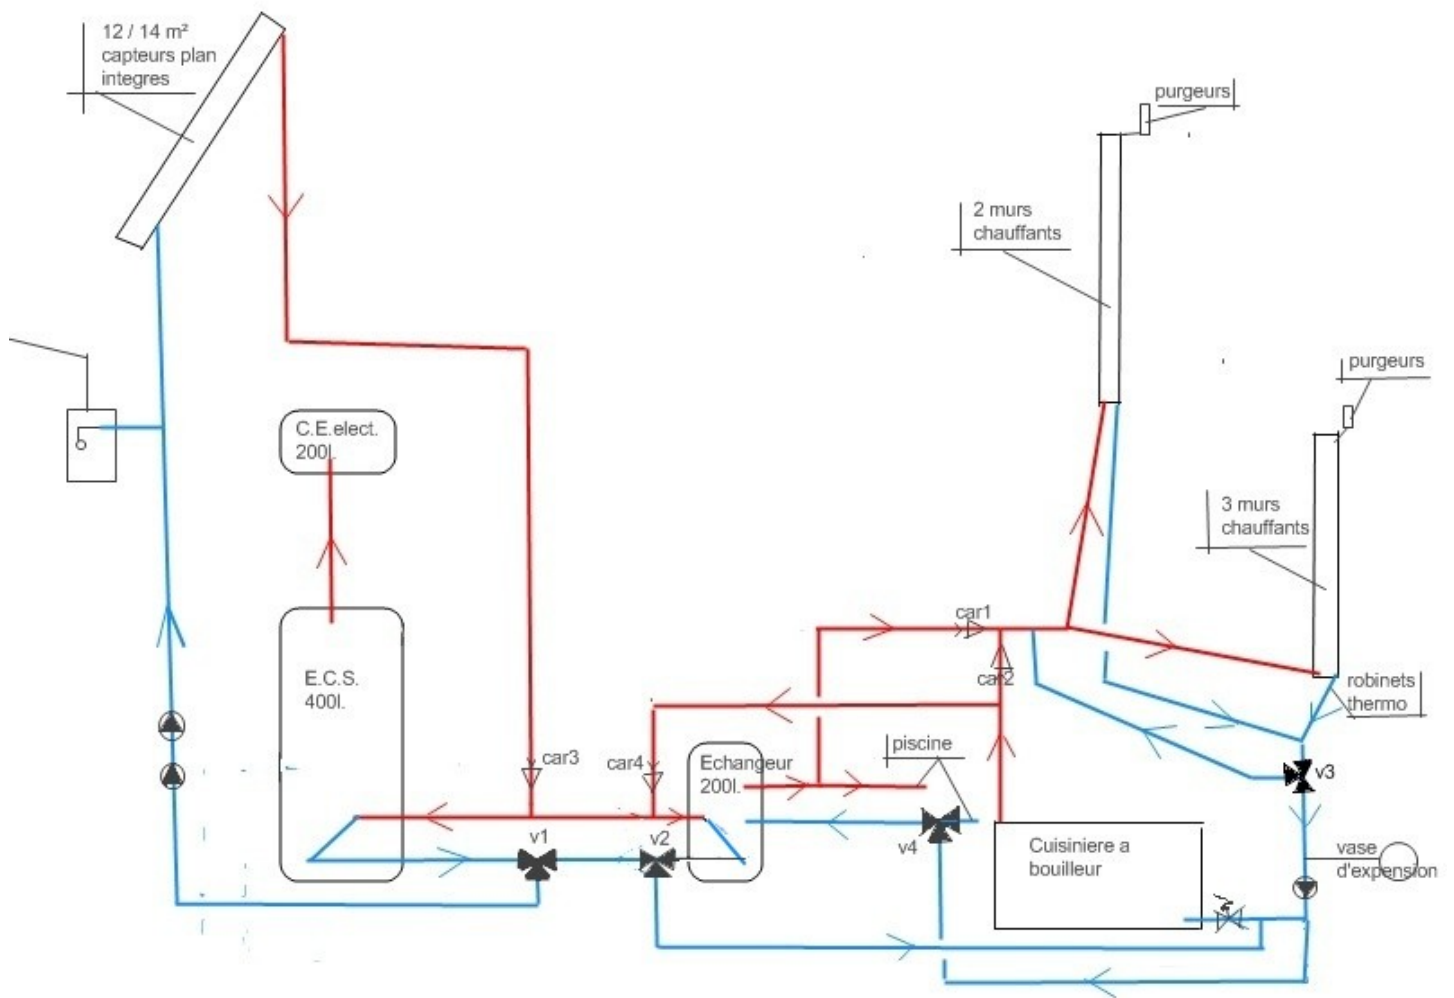 12 / 14 m²
capteurs plan
integres
purgeurs
2 murs
chauffants
purgeurs
C.E.elect.
200l.
3 murs
chauffants
car1
E.C.S.
400l.
car2
robinets
thermo
car3
car4
Echangeur
200l.
piscine
v3
v1
v2
v4
Cuisiniere a
bouilleur
vase
d'expension